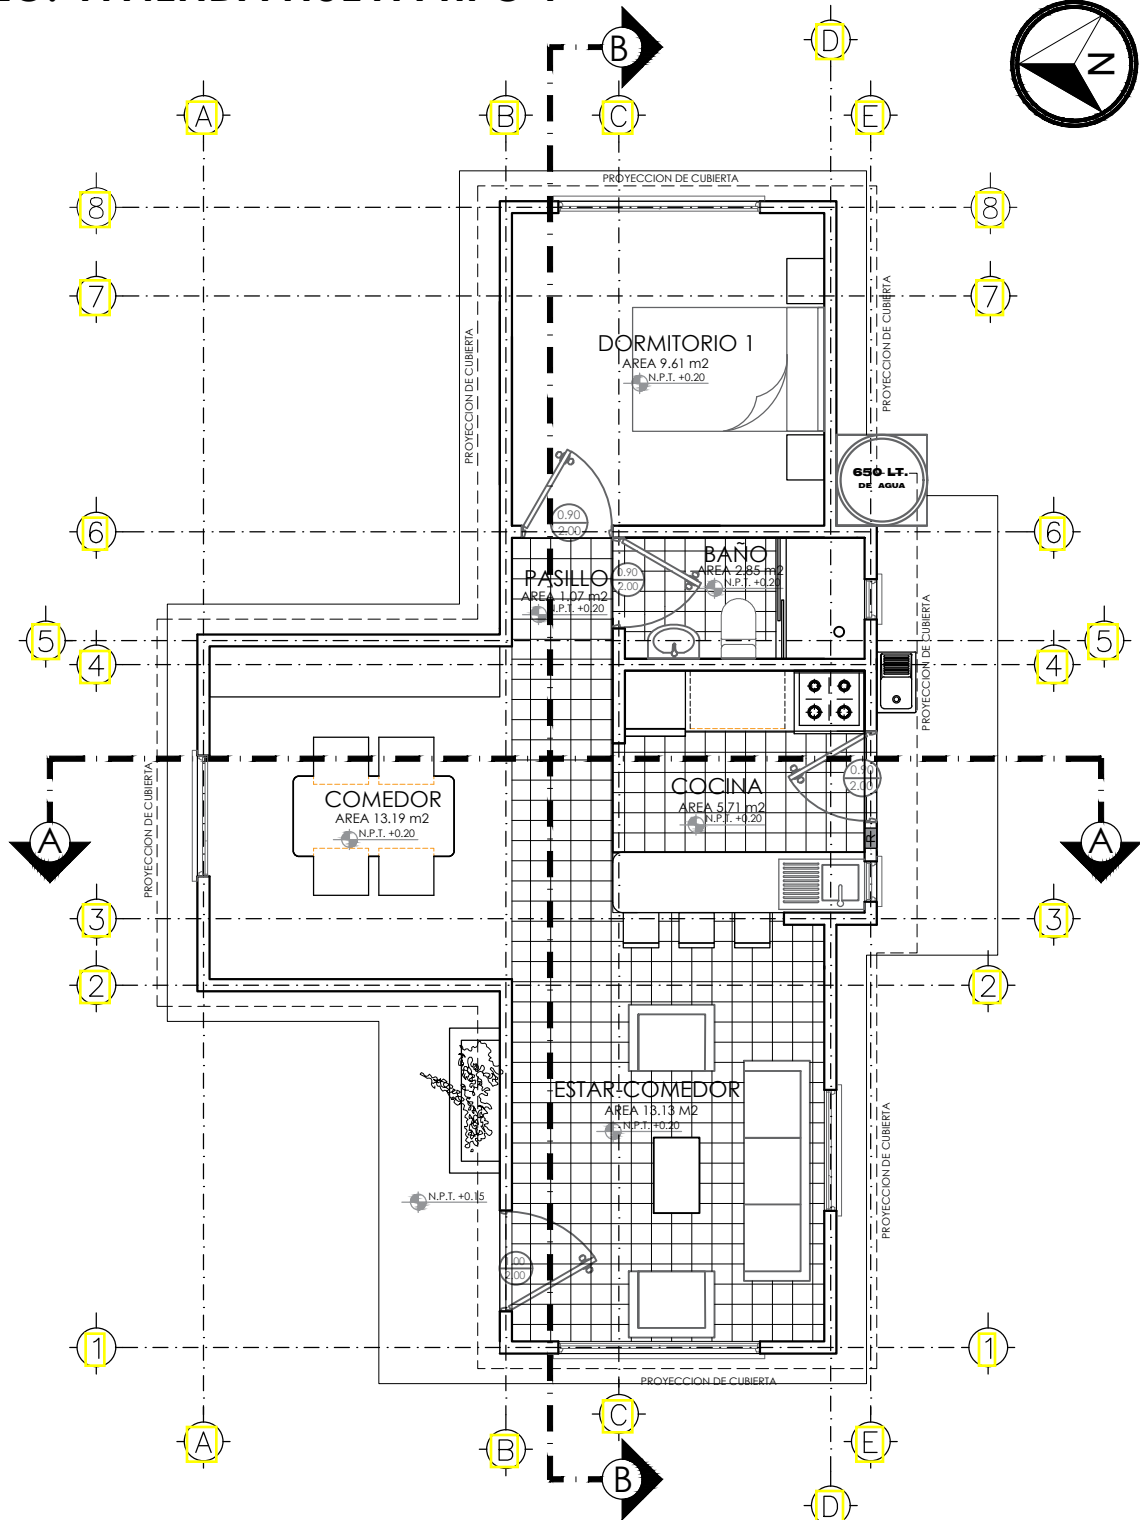 B
D
N
A
B
C
E
PROYECCION DE CUBIERTA
8
8
7
7
PROYECCION DE CUBIERTA
PROYECCION DE CUBIERTA
DORMITORIO 1
AREA 9.61 m2
N.P.T. +0.20
650 LT.
DE AGUA
6
0.90
2.00
6
BAÑO
AREA 2.85 m2
N.P.T. +0.20
0.90
2.00
PASILLO
AREA 1.07 m2
N.P.T. +0.20
PROYECCION DE CUBIERTA
5
5
4
4
PROYECCION DE CUBIERTA
COCINA
AREA 5.71 m2
N.P.T. +0.20
0.90
2.00
COMEDOR
AREA 13.19 m2
N.P.T. +0.20
A
R
A
3
3
2
2
ESTAR-COMEDOR
AREA 13.13 M2
N.P.T. +0.20
PROYECCION DE CUBIERTA
N.P.T. +0.15
1.00
2.00
1
1
PROYECCION DE CUBIERTA
A
B
C
E
B
D